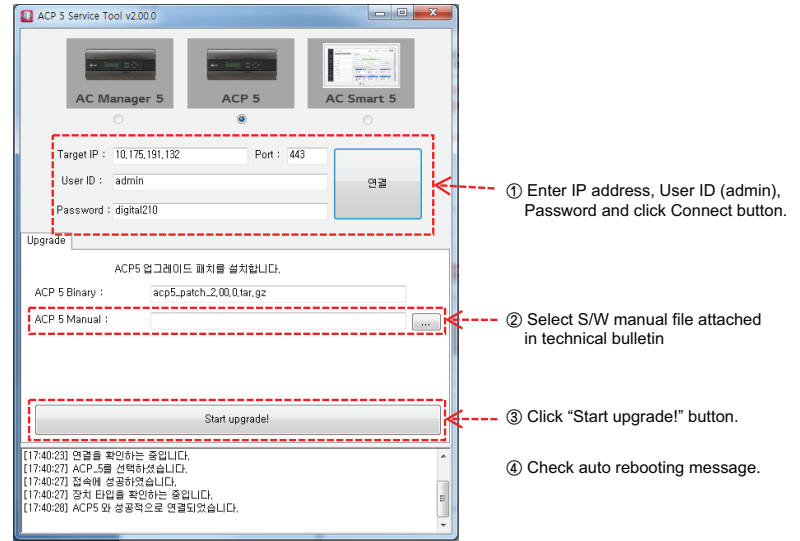 ACP 5 Service Tool v2.00.0
AC Manager 5
ACP 5
AC Smart 5
Target IP : 10,175,191,132 Port : 443
User ID : admin
Password : digital210
연결
① Enter IP address, User ID (admin),
Password and click Connect button.
Upgrade
ACP5 업그레이드 패치를 설치합니다.
ACP 5 Binary : acp5_patch_2,00,0,tar,gz
ACP 5 Manual : ...
② Select S/W manual file attached
in technical bulletin
Start upgrade!
③ Click “Start upgrade!” button.
④ Check auto rebooting message.
[17:40:23] 연결을 확인하는 중입니다.
[17:40:27] ACP_5를 선택하셨습니다.
[17:40:27] 접속에 성공하였습니다.
[17:40:27] 장치 타입을 확인하는 중입니다.
[17:40:28] ACP5 와 성공적으로 연결되었습니다.